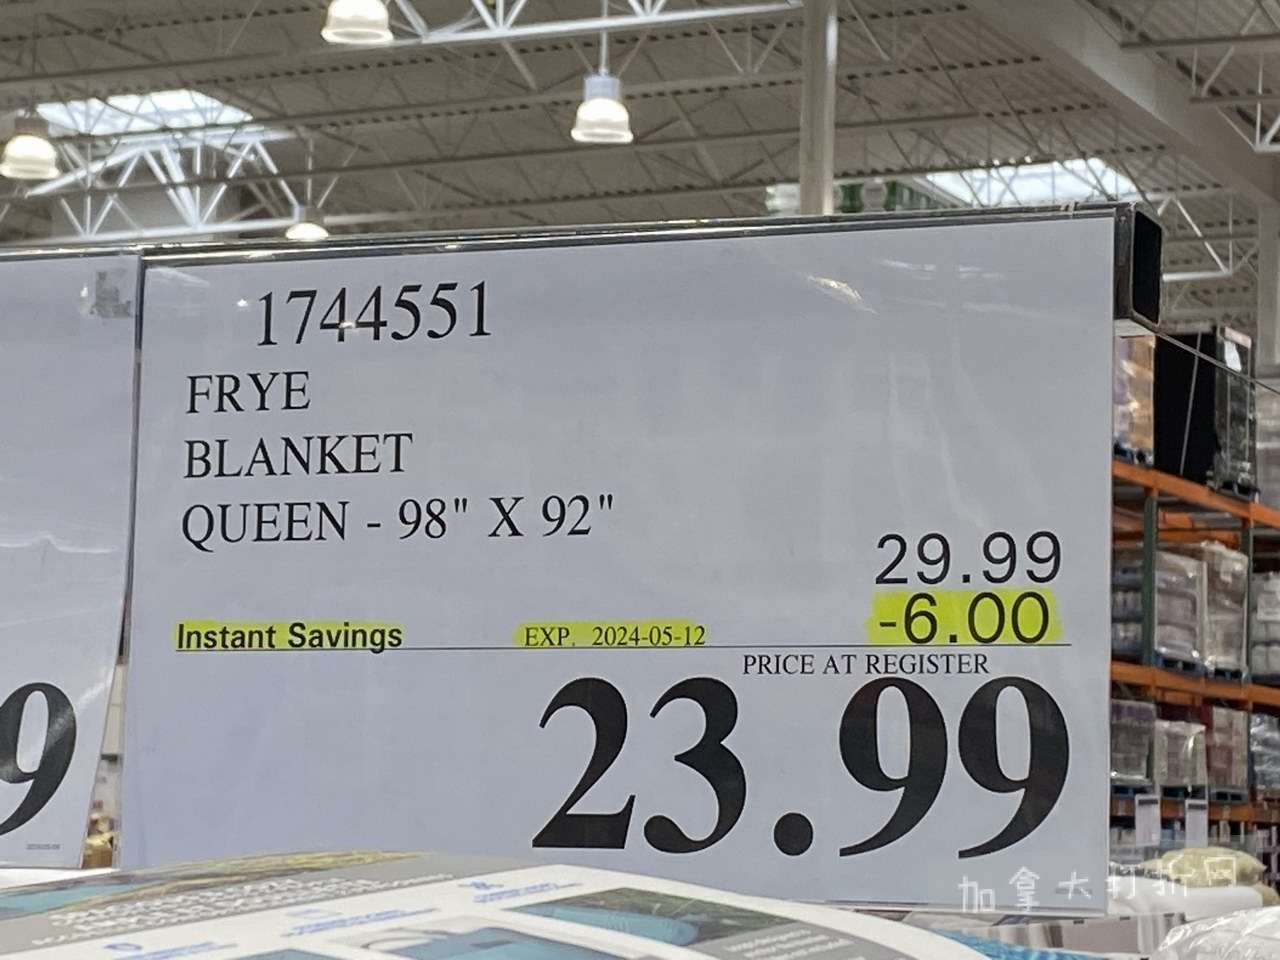 1744551
FRYE
BLANKET
QUEEN - 98" X 92"
29.99
Instant Savings EXP. 2024-05-12 -6.00
PRICE AT REGISTER
23.99
9
加拿大打折网